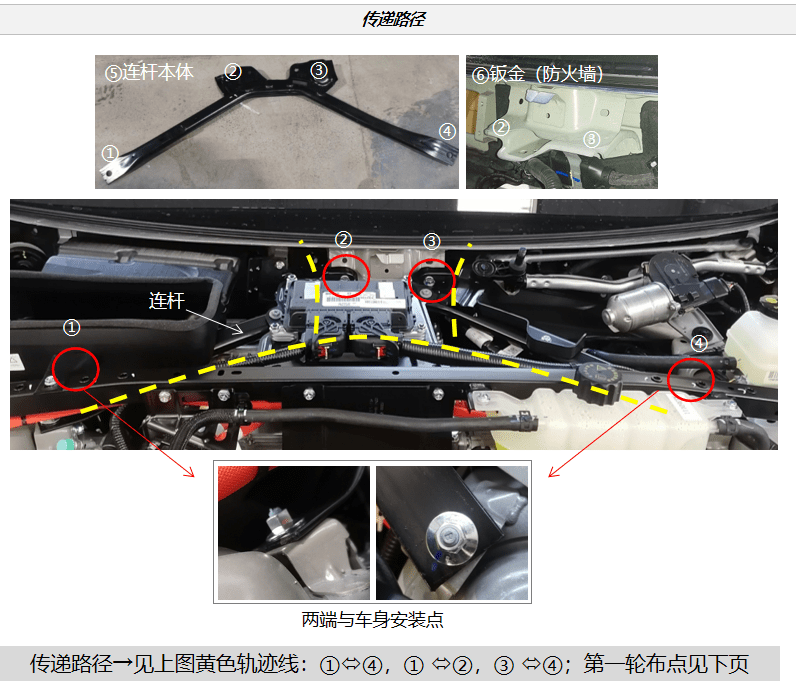 传递路径
⑤连杆本体
②
③
①
④
⑥钣金（防火墙）
②
③
②
③
连杆
①
④
两端与车身安装点
传递路径→见上图黄色轨迹线：①⇔④，① ⇔②，③ ⇔④；第一轮布点见下页